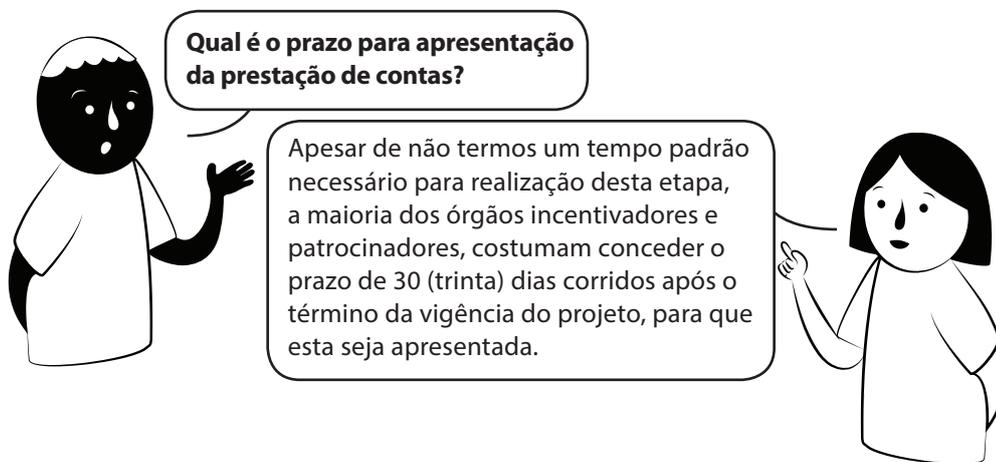 Qual é o prazo para apresentação
da prestação de contas?
Apesar de não termos um tempo padrão
necessário para realização desta etapa,
a maioria dos órgãos incentivadores e
patrocinadores, costumam conceder o
prazo de 30 (trinta) dias corridos após o
término da vigência do projeto, para que
esta seja apresentada.